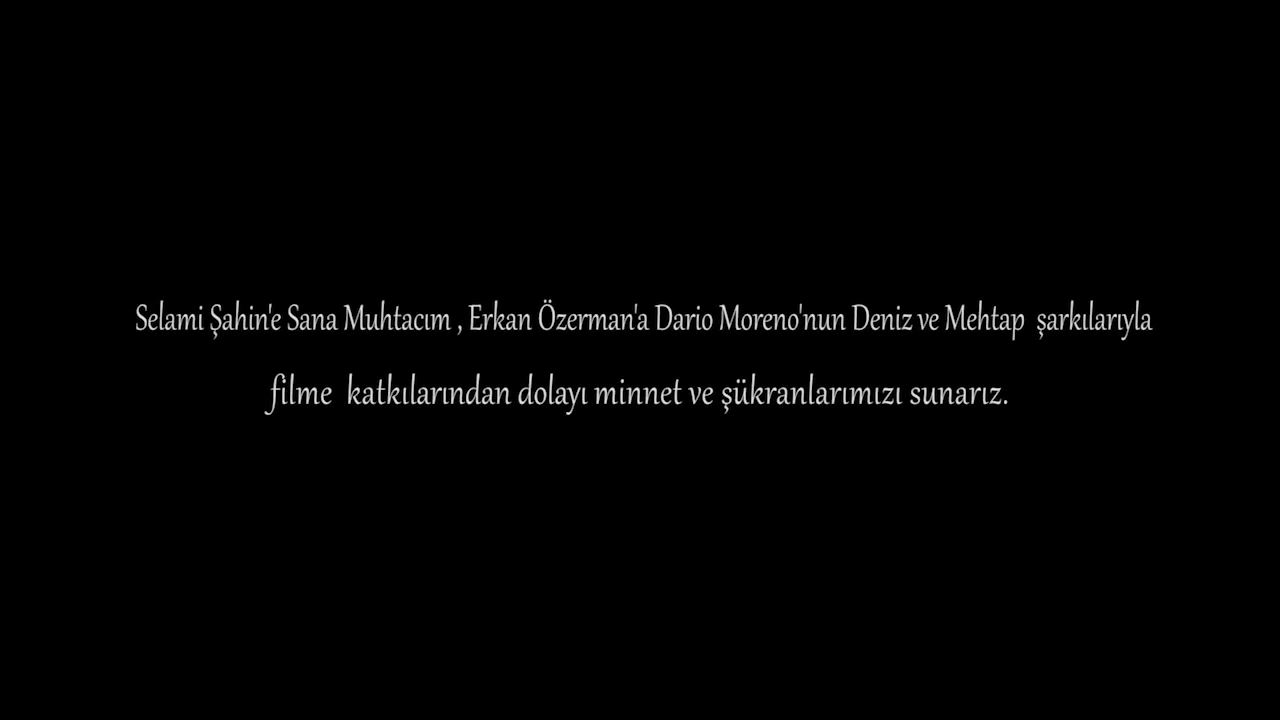 Selami Şahin'e Sana Muhtacım , Erkan Özerman'a Dario Moreno'nun Deniz ve Mehtap şarkılarıyla
filme katkılarından dolayı minnet ve şükranlarımızı sunarız.